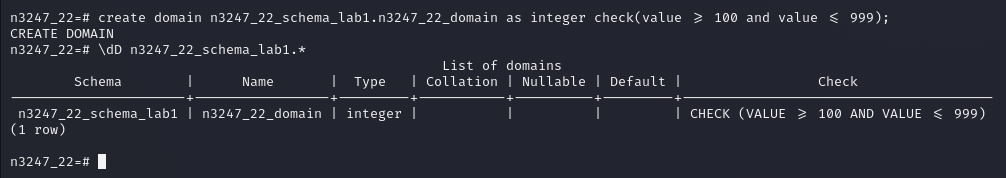 n3247_22=# create domain n3247_22_schema_lab1.n3247_22_domain as integer check(value >= 100 and value <= 999);
CREATE DOMAIN
n3247_22=# \dD n3247_22_schema_lab1.*
List of domains
Schema | Name | Type | Collation | Nullable | Default | Check
----------------------+-----------------+---------+-----------+----------+---------+--------------------------------------
n3247_22_schema_lab1 | n3247_22_domain | integer | | | | CHECK (VALUE >= 100 AND VALUE <= 999)
(1 row)
n3247_22=#